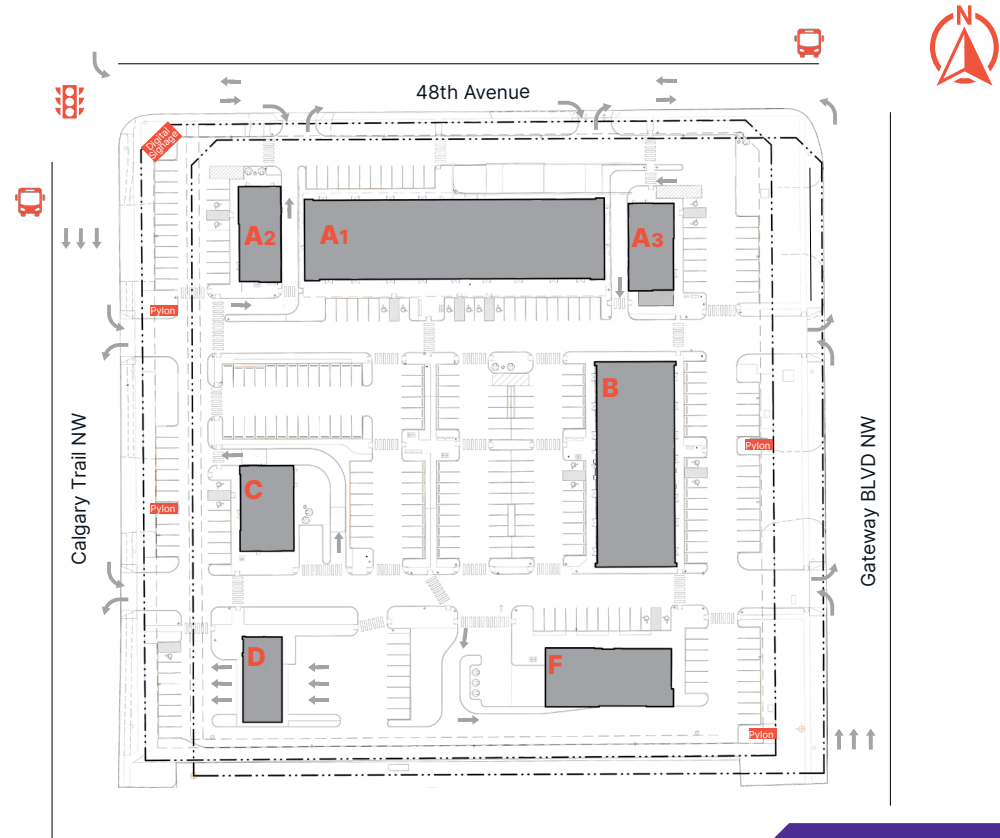 N
48th Avenue
Digital
Signage
A2
A1
A3
Pylon
B
Calgary Trail NW
Gateway BLVD NW
Pylon
C
Pylon
D
F
Pylon